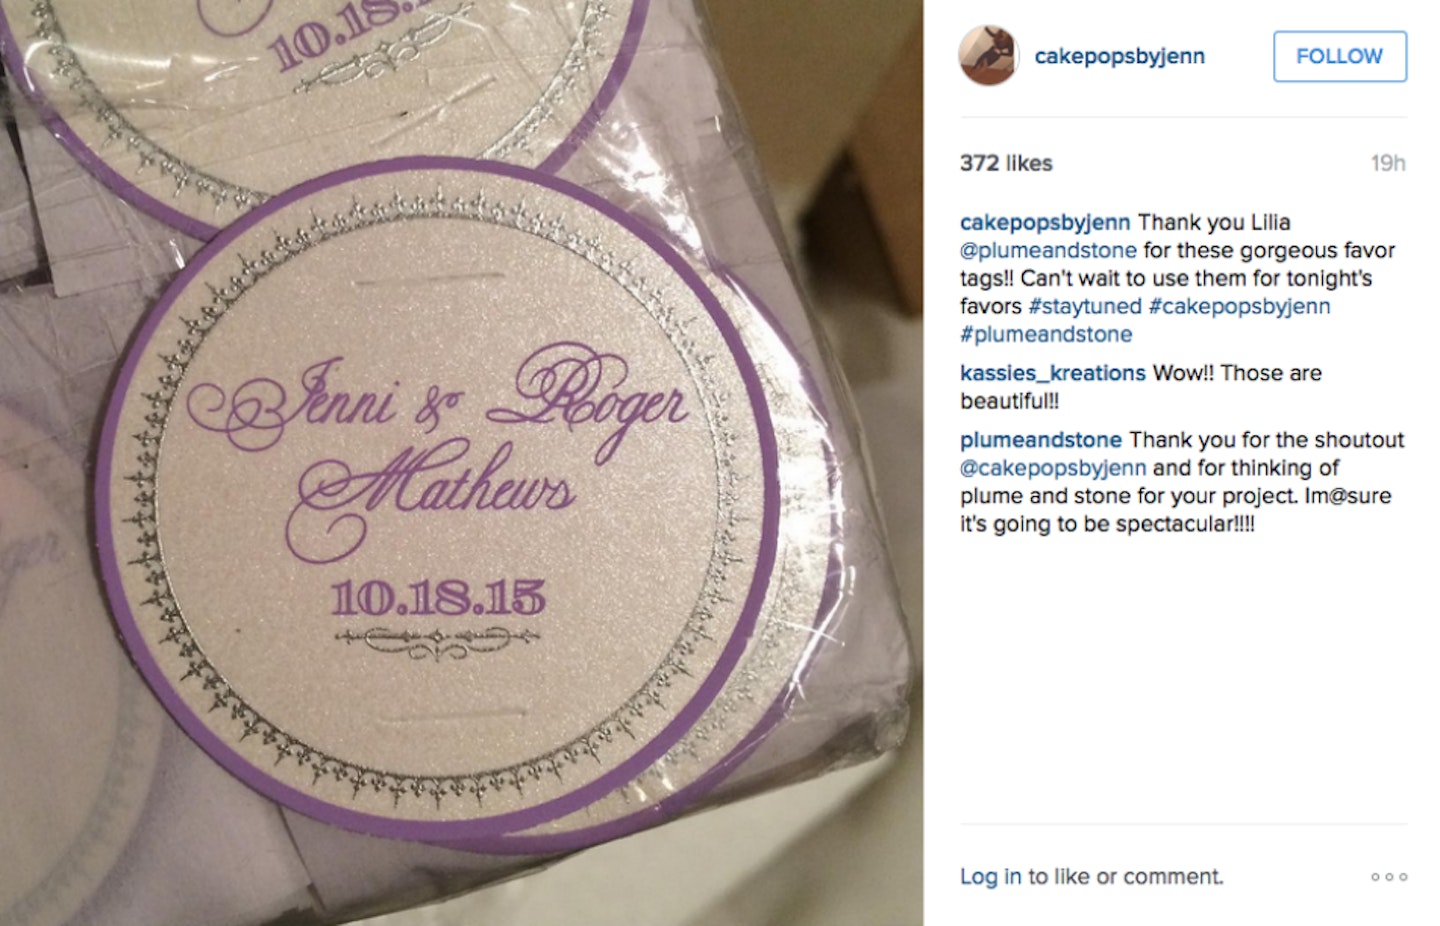 10.18.
Jenni & Roger
Mathews
10.18.15
cakepopsbyjenn
FOLLOW
372 likes
19h
cakepopsbyjenn Thank you Lilia
@plumeandstone for these gorgeous favor
tags!! Can't wait to use them for tonight's
favors #staytuned #cakepopsbyjenn
#plumeandstone
kassies_kreations Wow!! Those are
beautiful!!
plumeandstone Thank you for the shoutout
@cakepopsbyjenn and for thinking of
plume and stone for your project. Im@sure
it's going to be spectacular!!!!
Log in to like or comment.